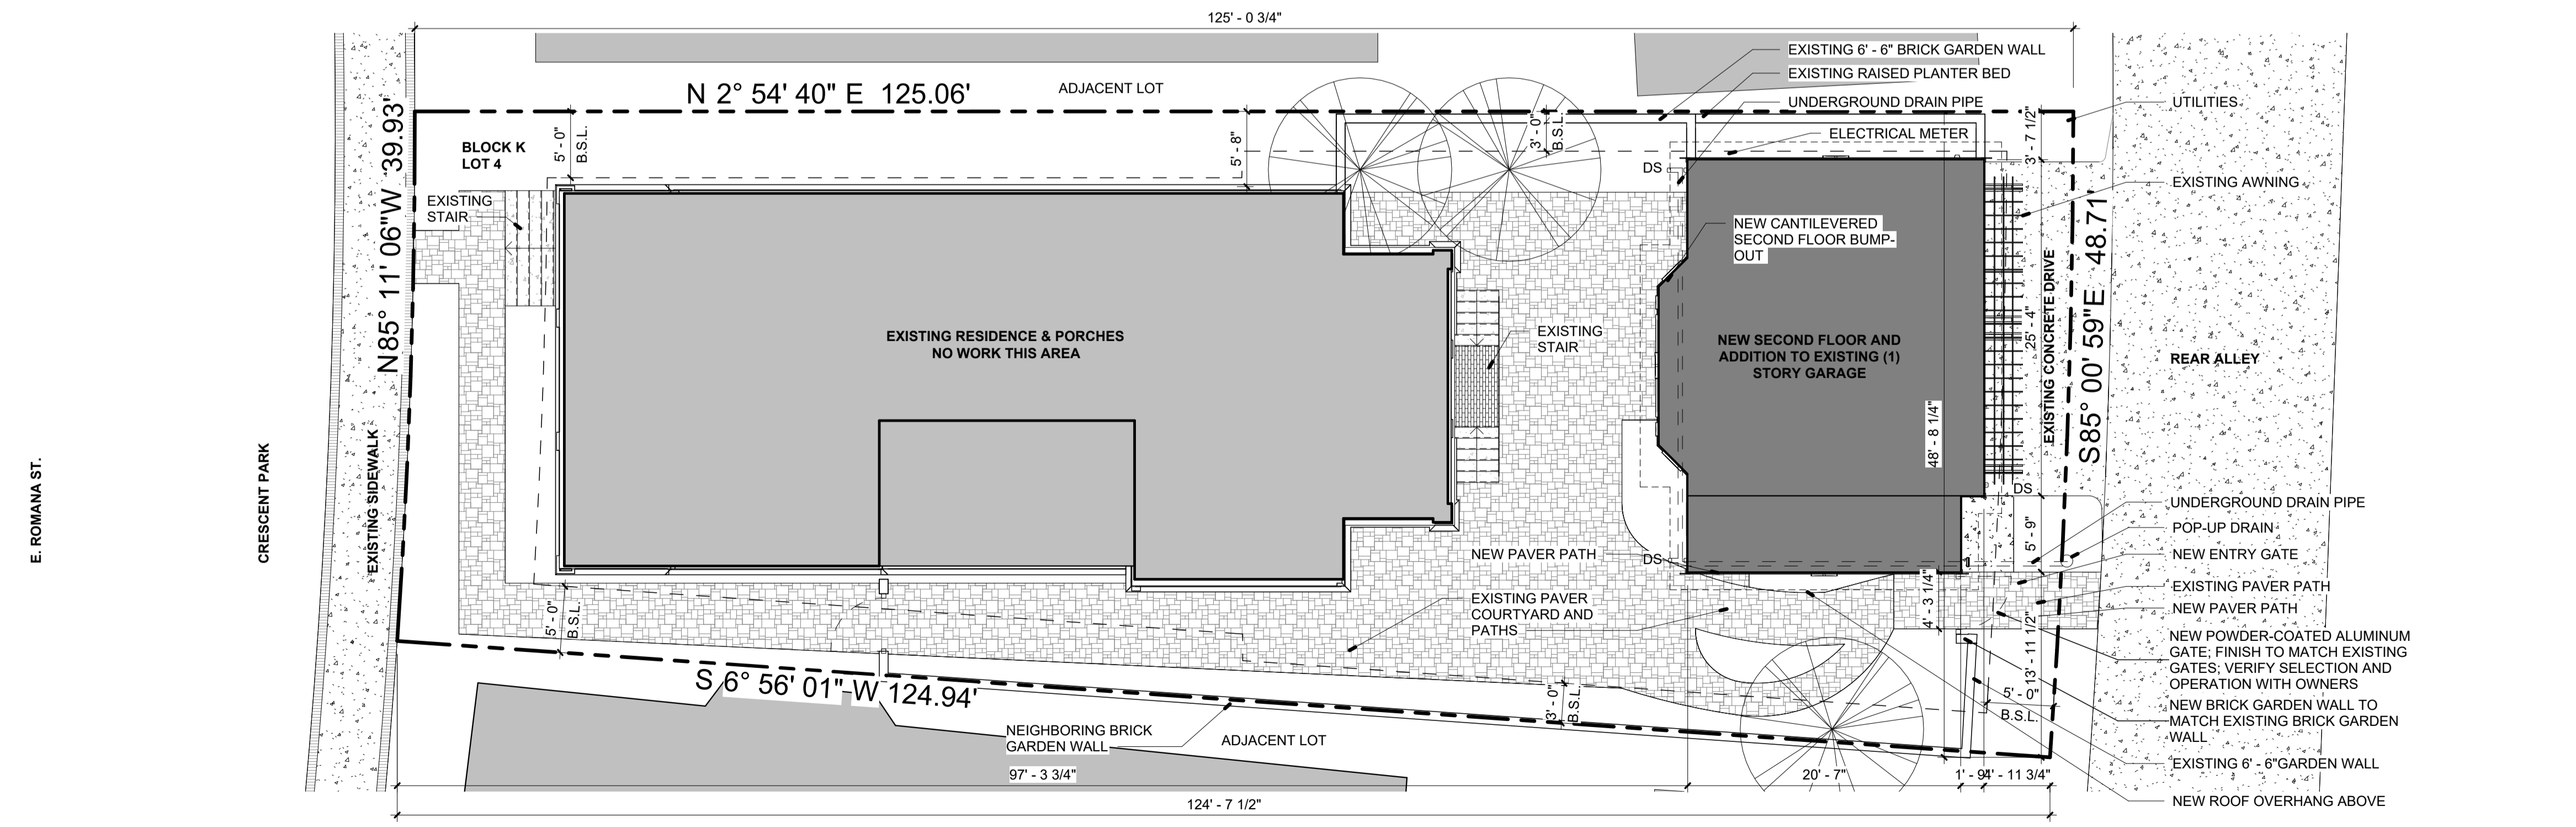 125' - 0 3/4"
EXISTING 6' - 6" BRICK GARDEN WALL
EXISTING RAISED PLANTER BED
N 2° 54' 40" E 125.06'
ADJACENT LOT
UNDERGROUND DRAIN PIPE
UTILITIES
ELECTRICAL METER
3' - 7 1/2"
N85° 11' 06"W 39.93'
BLOCK K
LOT 4
5' - 0"
B.S.L.
5' - 8"
3' - 0"
B.S.L.
DS
EXISTING AWNING
EXISTING
STAIR
NEW CANTILEVERED
SECOND FLOOR BUMP-
OUT
S85° 00' 59"E 48.71'
EXISTING RESIDENCE & PORCHES
NO WORK THIS AREA
EXISTING
STAIR
NEW SECOND FLOOR AND
ADDITION TO EXISTING (1)
STORY GARAGE
25' - 4"
EXISTING CONCRETE DRIVE
REAR ALLEY
48' - 8 1/4"
E. ROMANA ST.
CRESCENT PARK
EXISTING SIDEWALK
DS
UNDERGROUND DRAIN PIPE
5' - 9"
POP-UP DRAIN
NEW PAVER PATH
DS
NEW ENTRY GATE
EXISTING PAVER PATH
EXISTING PAVER
COURTYARD AND
PATHS
4' - 3 1/4"
NEW PAVER PATH
5' - 0"
B.S.L.
13' - 11 1/2"
NEW POWDER-COATED ALUMINUM
GATE; FINISH TO MATCH EXISTING
GATES; VERIFY SELECTION AND
OPERATION WITH OWNERS
S 6° 56' 01" W 124.94'
3' - 0"
B.S.L.
5' - 0"
B.S.L.
NEW BRICK GARDEN WALL TO
MATCH EXISTING BRICK GARDEN
WALL
NEIGHBORING BRICK
GARDEN WALL
ADJACENT LOT
EXISTING 6' - 6"GARDEN WALL
97' - 3 3/4"
20' - 7"
1' - 9
4' - 11 3/4"
NEW ROOF OVERHANG ABOVE
124' - 7 1/2"